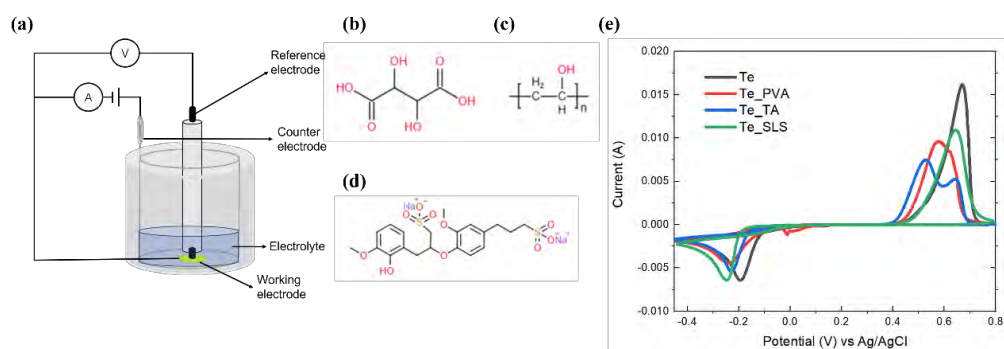 (a)
V
A
Reference
electrode
Counter
electrode
Electrolyte
Working
electrode
(b)
OH
O
HO
OH
O
OH
(c)
OH
H₂
C
C
H
n
(d)
Na⁺
O⁻
O
S
O
O
O
HO
O
O
S
O
O⁻
Na⁺
(e)
Te
Te_PVA
Te_TA
Te_SLS
Current (A)
0.020
0.015
0.010
0.005
0.000
-0.005
-0.010
-0.4
-0.2
0.0
0.2
0.4
0.6
0.8
Potential (V) vs Ag/AgCl